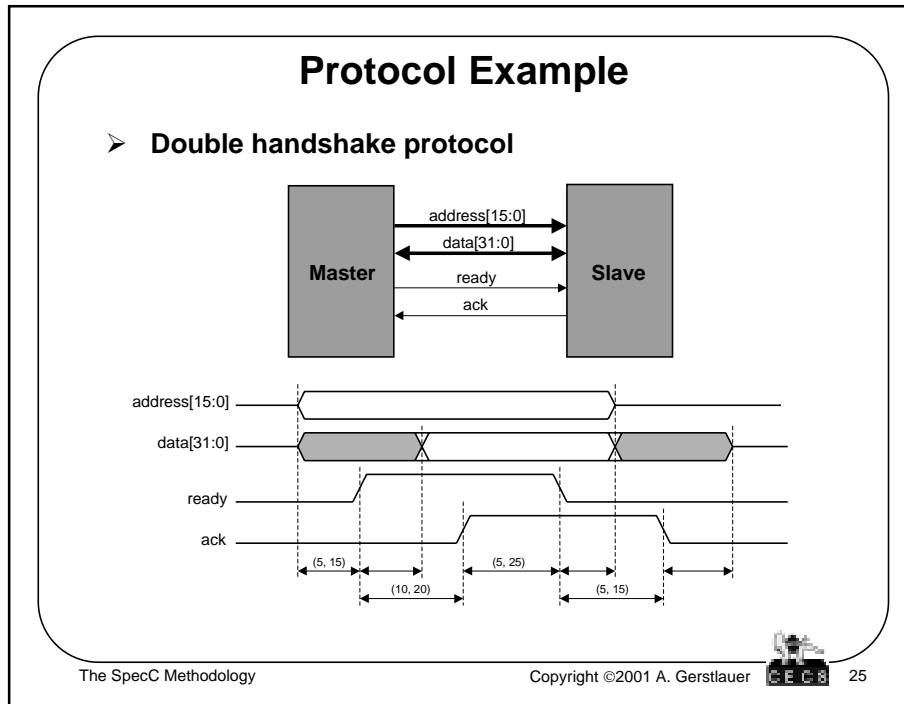 Protocol Example
➢ Double handshake protocol
address[15:0]
data[31:0]
Master
Slave
ready
ack
address[15:0]
data[31:0]
ready
ack
(5, 15)
(5, 25)
(10, 20)
(5, 15)
The SpecC Methodology
Copyright ©2001 A. Gerstlauer
CECS
25